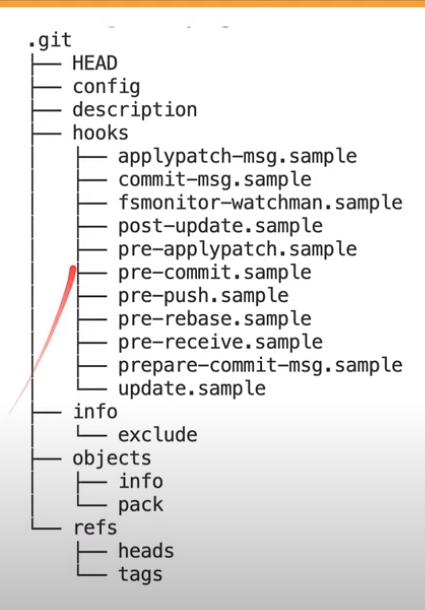 .git
├── HEAD
├── config
├── description
├── hooks
│   ├── applypatch-msg.sample
│   ├── commit-msg.sample
│   ├── fsmonitor-watchman.sample
│   ├── post-update.sample
│   ├── pre-applypatch.sample
│   ├── pre-commit.sample
│   ├── pre-push.sample
│   ├── pre-rebase.sample
│   ├── pre-receive.sample
│   ├── prepare-commit-msg.sample
│   └── update.sample
├── info
│   └── exclude
├── objects
│   ├── info
│   └── pack
└── refs
    ├── heads
    └── tags